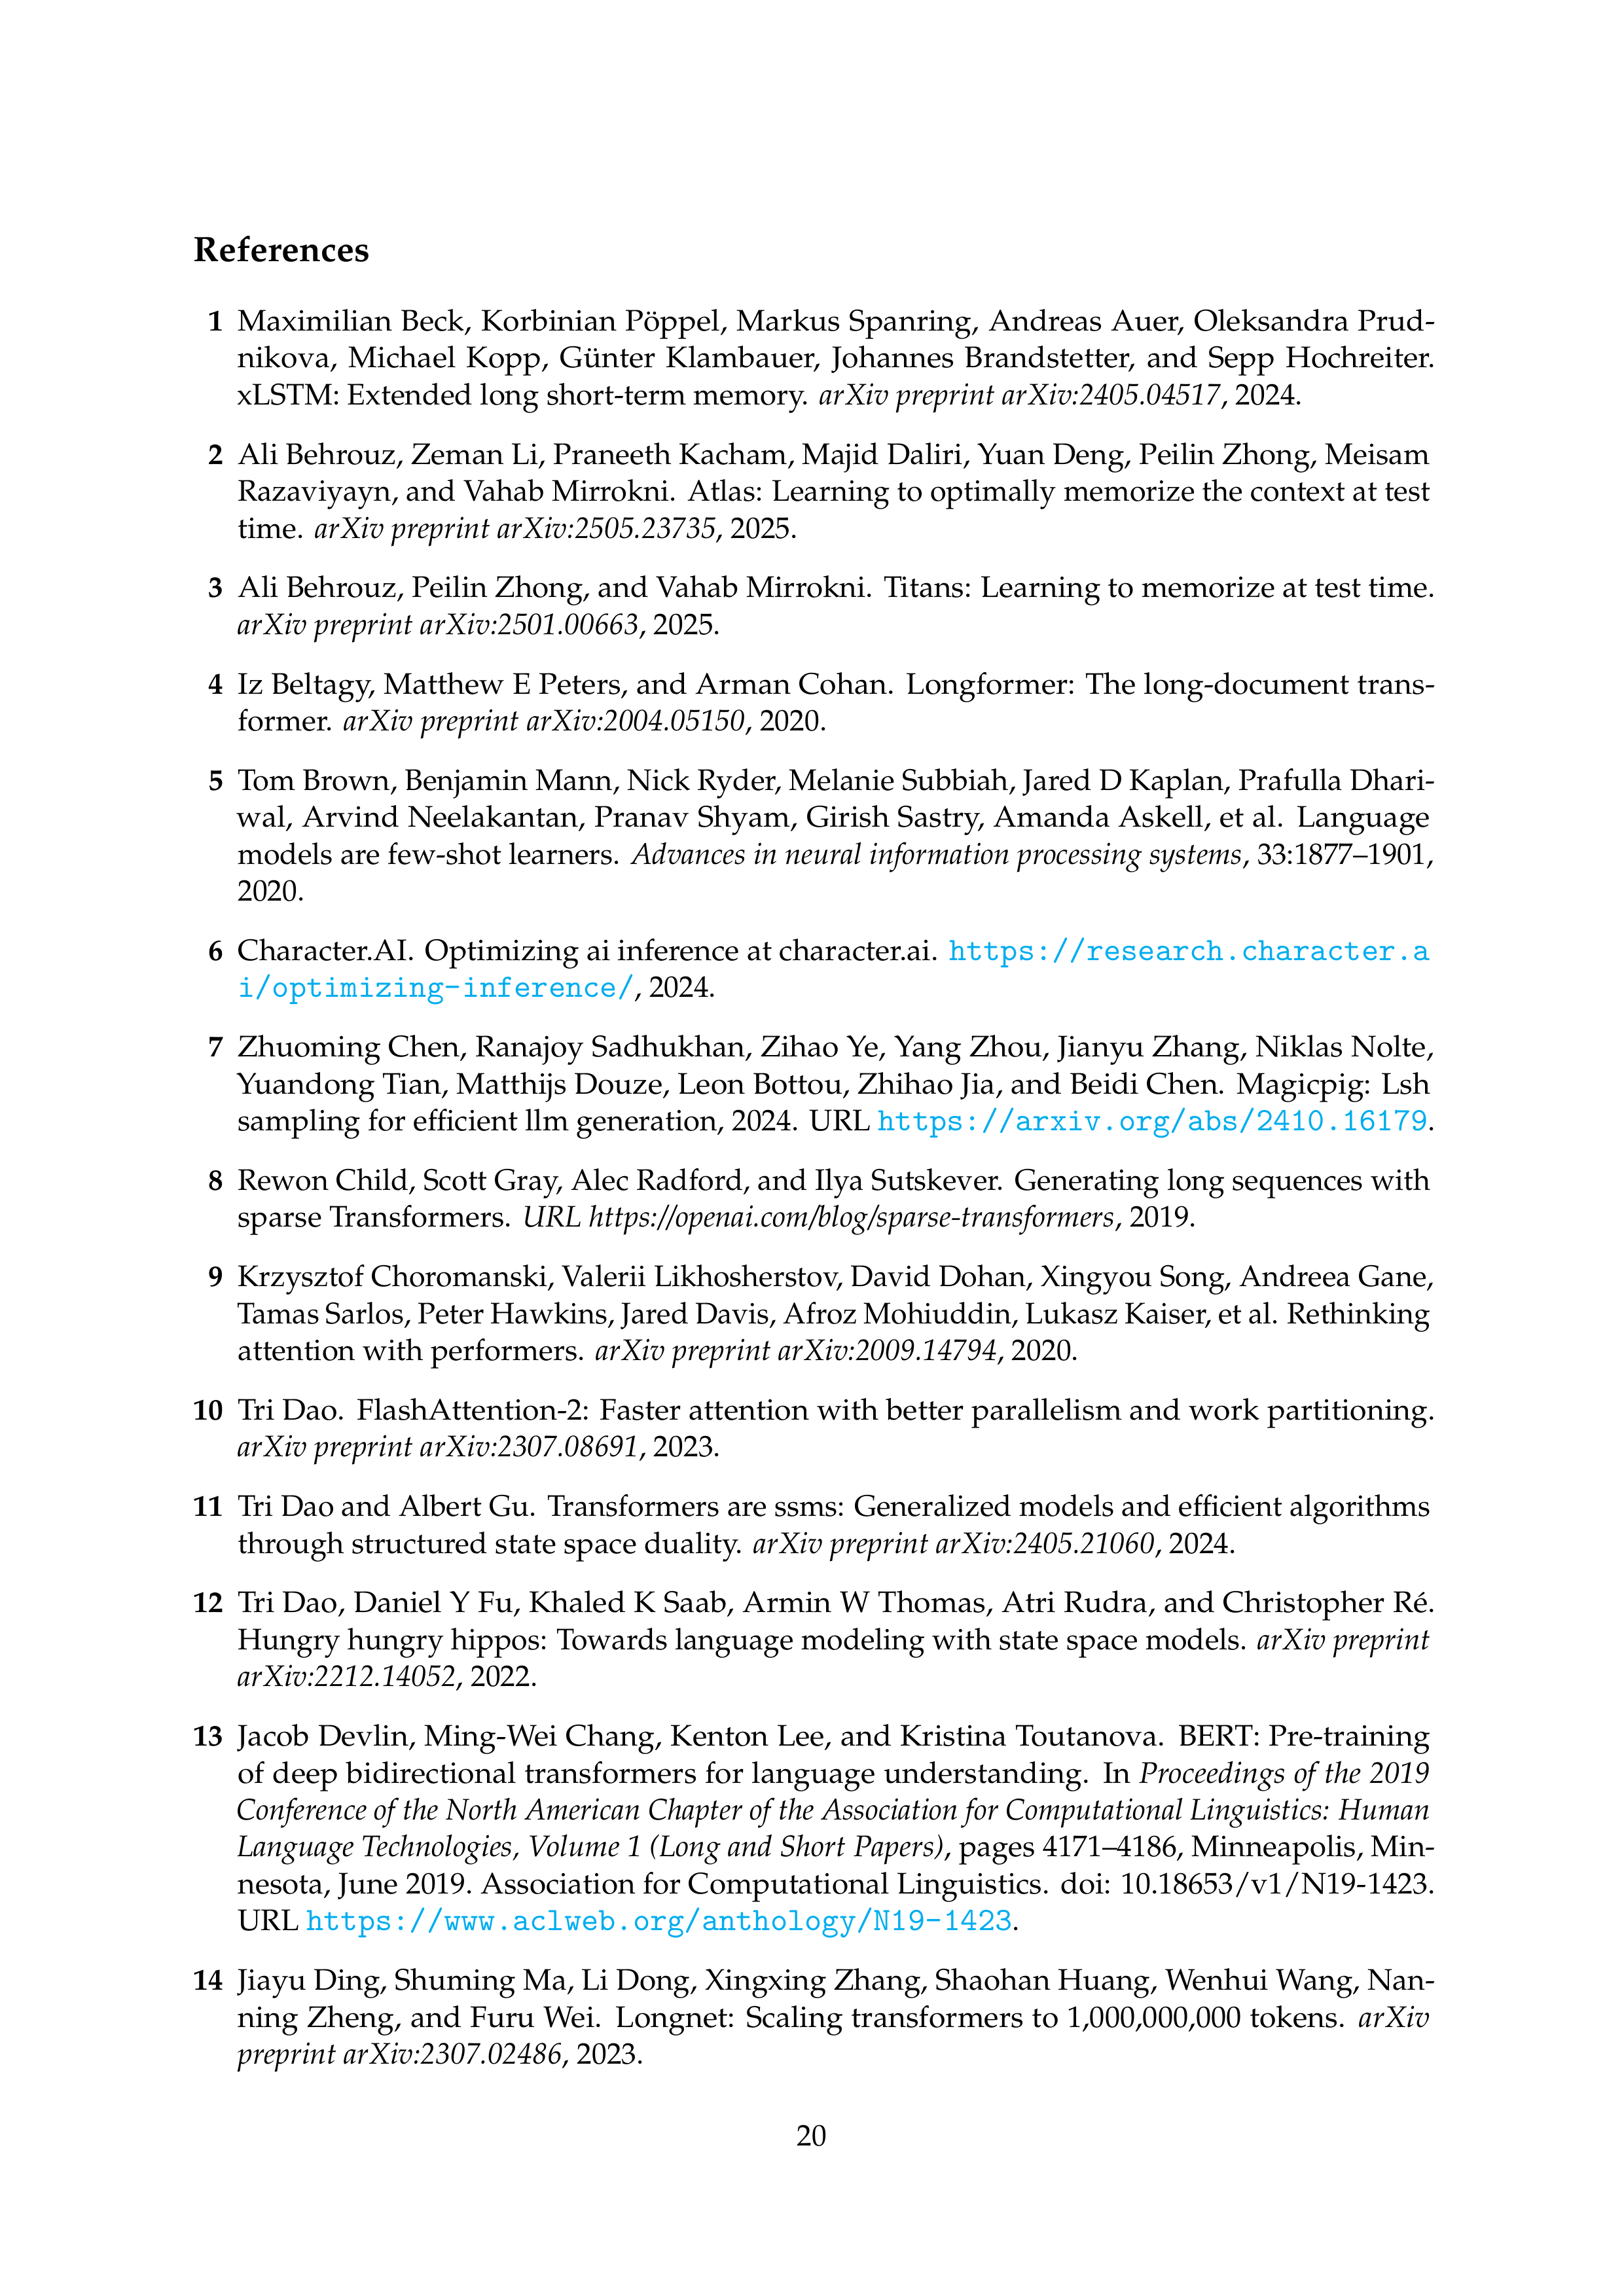 References
1 Maximilian Beck, Korbinian Pöppel, Markus Spanring, Andreas Auer, Oleksandra Prud-
nikova, Michael Kopp, Günter Klambauer, Johannes Brandstetter, and Sepp Hochreiter.
xLSTM: Extended long short-term memory. arXiv preprint arXiv:2405.04517, 2024.
2 Ali Behrouz, Zeman Li, Praneeth Kacham, Majid Daliri, Yuan Deng, Peilin Zhong, Meisam
Razaviyayn, and Vahab Mirrokni. Atlas: Learning to optimally memorize the context at test
time. arXiv preprint arXiv:2505.23735, 2025.
3 Ali Behrouz, Peilin Zhong, and Vahab Mirrokni. Titans: Learning to memorize at test time.
arXiv preprint arXiv:2501.00663, 2025.
4 Iz Beltagy, Matthew E Peters, and Arman Cohan. Longformer: The long-document trans-
former. arXiv preprint arXiv:2004.05150, 2020.
5 Tom Brown, Benjamin Mann, Nick Ryder, Melanie Subbiah, Jared D Kaplan, Prafulla Dhari-
wal, Arvind Neelakantan, Pranav Shyam, Girish Sastry, Amanda Askell, et al. Language
models are few-shot learners. Advances in neural information processing systems, 33:1877–1901,
2020.
6 Character.AI. Optimizing ai inference at character.ai. https://research.character.a
i/optimizing-inference/, 2024.
7 Zhuoming Chen, Ranajoy Sadhukhan, Zihao Ye, Yang Zhou, Jianyu Zhang, Niklas Nolte,
Yuandong Tian, Matthijs Douze, Leon Bottou, Zhihao Jia, and Beidi Chen. Magicpig: Lsh
sampling for efficient llm generation, 2024. URL https://arxiv.org/abs/2410.16179.
8 Rewon Child, Scott Gray, Alec Radford, and Ilya Sutskever. Generating long sequences with
sparse Transformers. URL https://openai.com/blog/sparse-transformers, 2019.
9 Krzysztof Choromanski, Valerii Likhosherstov, David Dohan, Xingyou Song, Andreea Gane,
Tamas Sarlos, Peter Hawkins, Jared Davis, Afroz Mohiuddin, Lukasz Kaiser, et al. Rethinking
attention with performers. arXiv preprint arXiv:2009.14794, 2020.
10 Tri Dao. FlashAttention-2: Faster attention with better parallelism and work partitioning.
arXiv preprint arXiv:2307.08691, 2023.
11 Tri Dao and Albert Gu. Transformers are ssms: Generalized models and efficient algorithms
through structured state space duality. arXiv preprint arXiv:2405.21060, 2024.
12 Tri Dao, Daniel Y Fu, Khaled K Saab, Armin W Thomas, Atri Rudra, and Christopher Ré.
Hungry hungry hippos: Towards language modeling with state space models. arXiv preprint
arXiv:2212.14052, 2022.
13 Jacob Devlin, Ming-Wei Chang, Kenton Lee, and Kristina Toutanova. BERT: Pre-training
of deep bidirectional transformers for language understanding. In Proceedings of the 2019
Conference of the North American Chapter of the Association for Computational Linguistics: Human
Language Technologies, Volume 1 (Long and Short Papers), pages 4171–4186, Minneapolis, Min-
nesota, June 2019. Association for Computational Linguistics. doi: 10.18653/v1/N19-1423.
URL https://www.aclweb.org/anthology/N19-1423.
14 Jiayu Ding, Shuming Ma, Li Dong, Xingxing Zhang, Shaohan Huang, Wenhui Wang, Nan-
ning Zheng, and Furu Wei. Longnet: Scaling transformers to 1,000,000,000 tokens. arXiv
preprint arXiv:2307.02486, 2023.
20